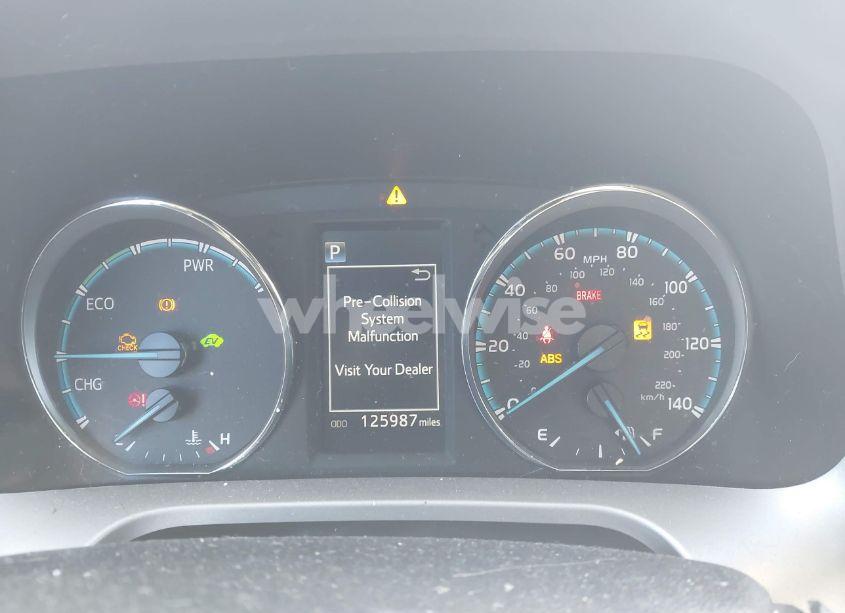 PWR
ECO
CHG
CHECK
EV
H
P
Pre-Collision
System
Malfunction
Visit Your Dealer
ODO 125987 miles
wheelwise
MPH
km/h
0
20
40
60
80
100
120
140
0
20
40
60
80
100
120
140
160
180
200
220
BRAKE
ABS
E
F